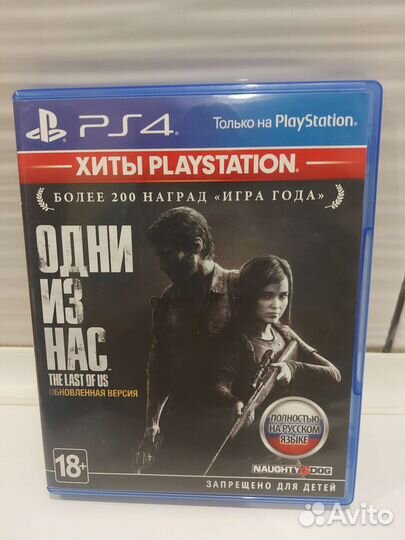 PS4
Только на PlayStation®
ХИТЫ PLAYSTATION®
БОЛЕЕ 200 НАГРАД «ИГРА ГОДА»
ОДНИ
ИЗ
НАС
THE LAST OF US
ОБНОВЛЕННАЯ ВЕРСИЯ
ПОЛНОСТЬЮ
НА РУССКОМ
ЯЗЫКЕ
18+
NAUGHTY DOG
ЗАПРЕЩЕНО ДЛЯ ДЕТЕЙ
Avito